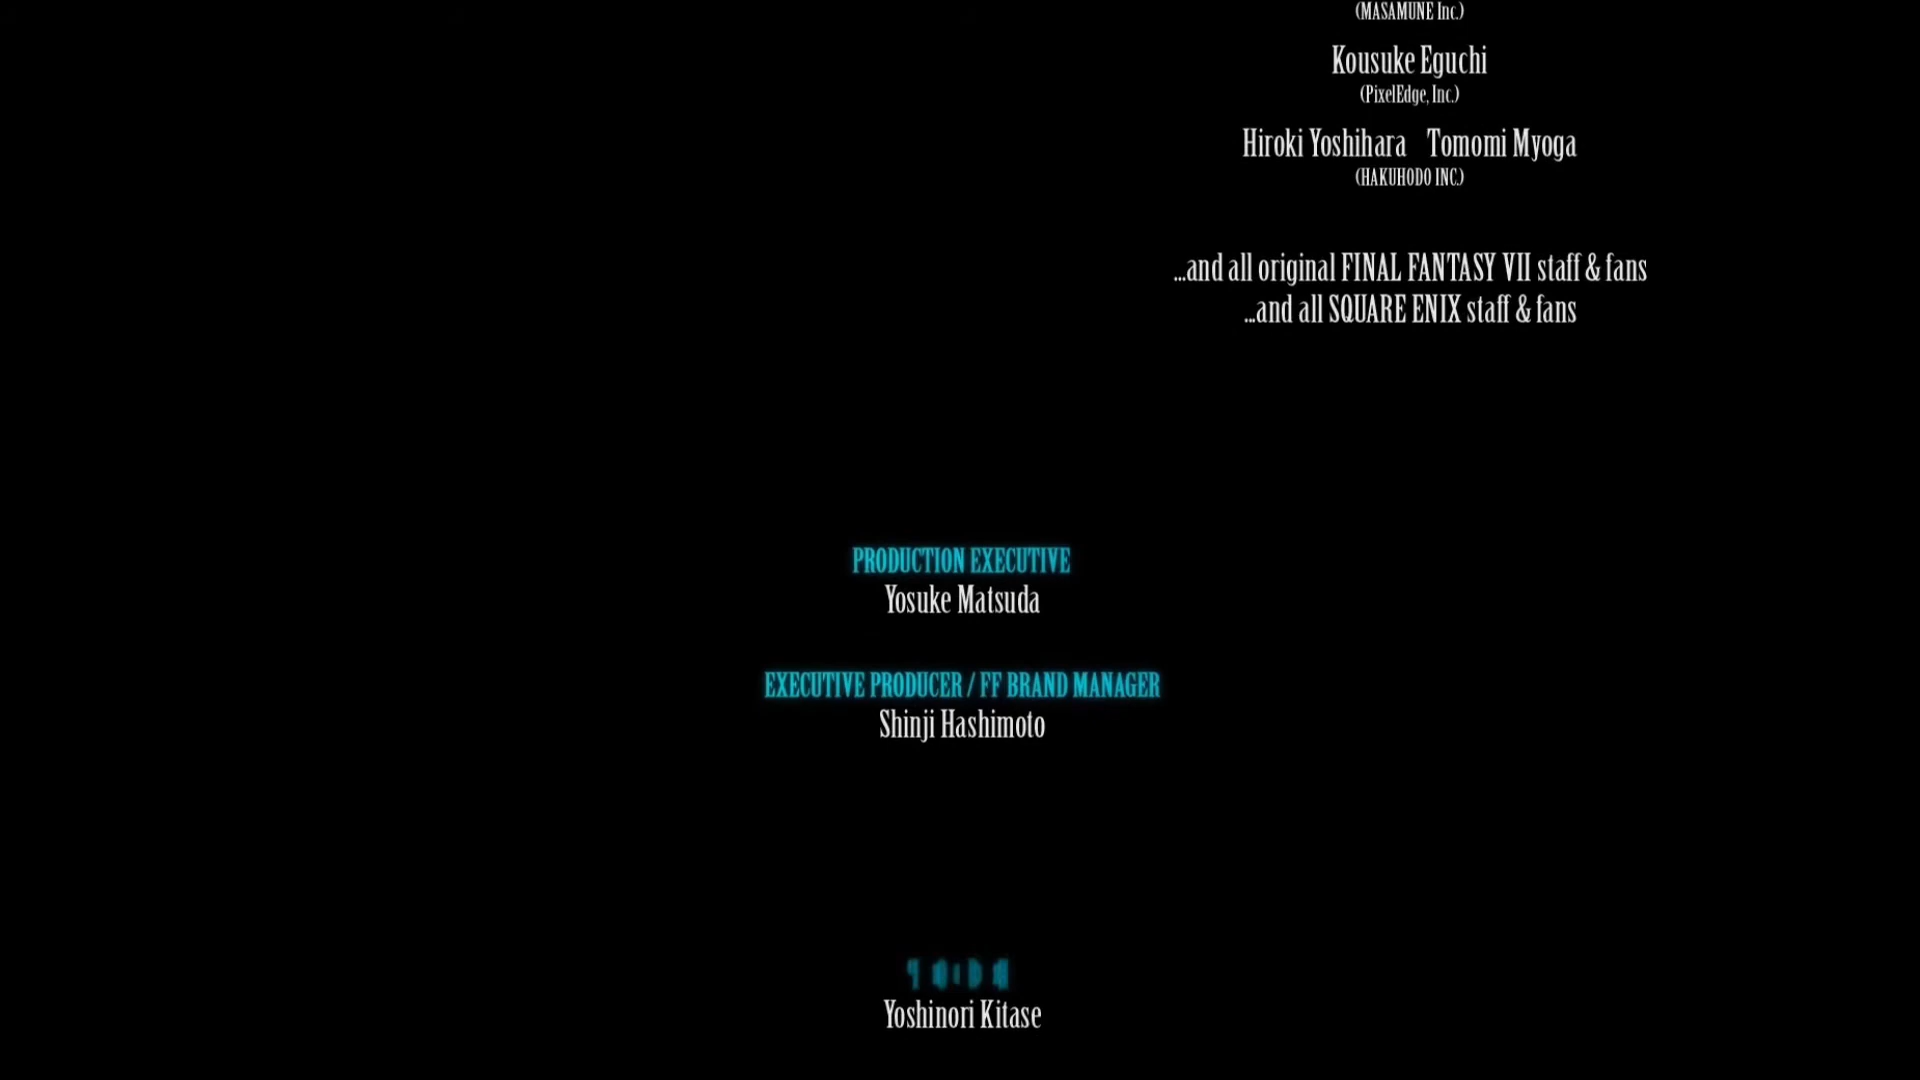 (MASAMUNE Inc.)
Kousuke Eguchi
(PixelEdge, Inc.)
Hiroki Yoshihara Tomomi Myoga
(HAKUHODO INC.)
...and all original FINAL FANTASY VII staff & fans
...and all SQUARE ENIX staff & fans
PRODUCTION EXECUTIVE
Yosuke Matsuda
EXECUTIVE PRODUCER / FF BRAND MANAGER
Shinji Hashimoto
Yoshinori Kitase